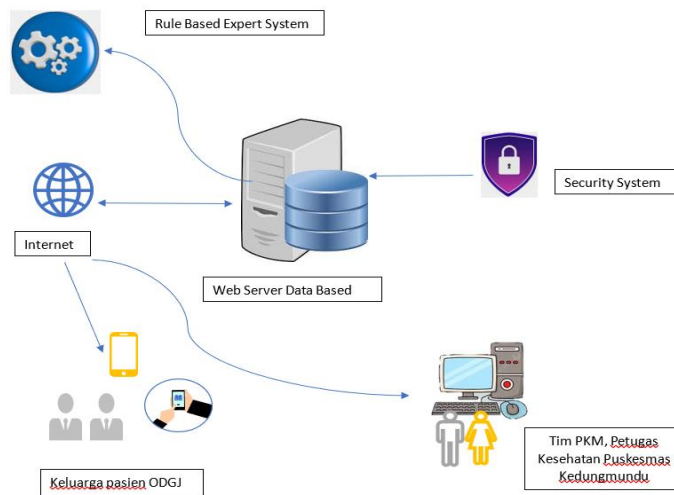 Rule Based Expert System
Security System
Internet
Web Server Data Based
Keluarga pasien ODGJ
Tim PKM, Petugas
Kesehatan Puskesmas
Kedungmundu